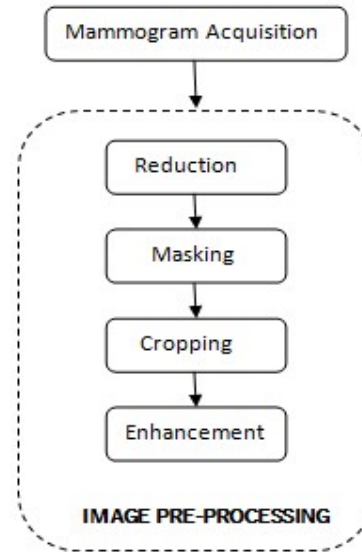 Mammogram Acquisition
Reduction
Masking
Cropping
Enhancement
IMAGE PRE-PROCESSING